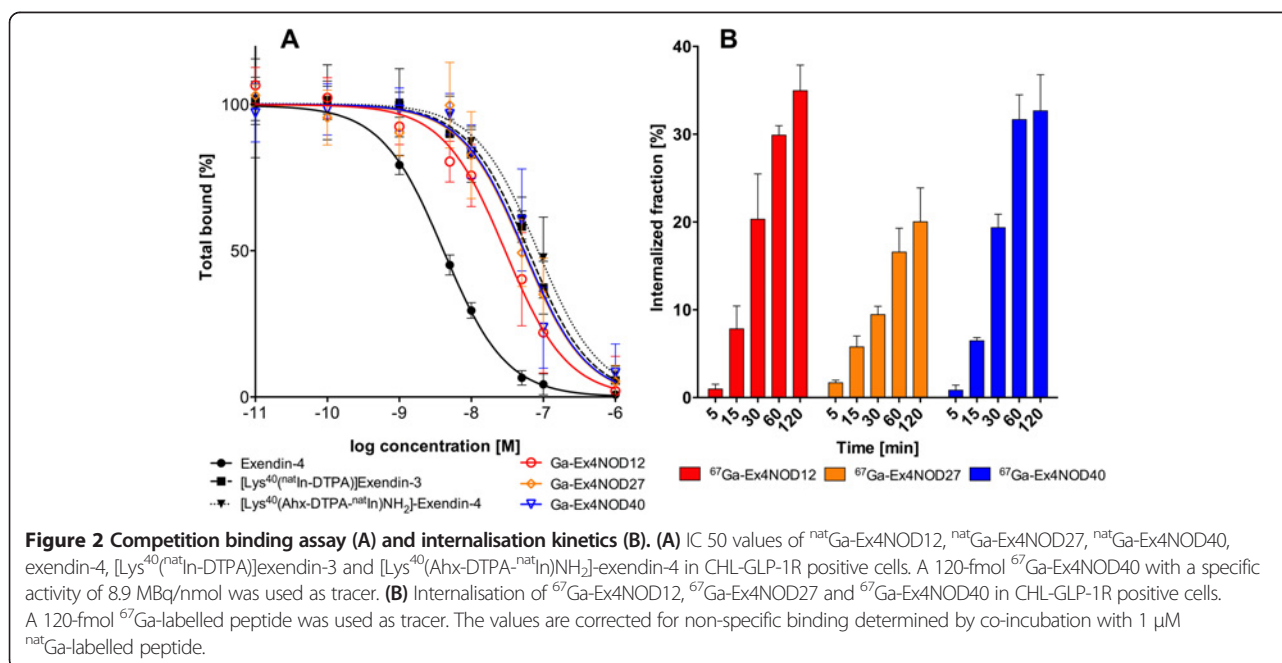 A
B
Total bound [%]
100
50
0
-11 -10 -9 -8 -7 -6
log concentration [M]
Exendin-4
[Lys⁴⁰(ⁿᵃᵗIn-DTPA)]Exendin-3
[Lys⁴⁰(Ahx-DTPA-ⁿᵃᵗIn)NH₂]-Exendin-4
Ga-Ex4NOD12
Ga-Ex4NOD27
Ga-Ex4NOD40
Internalized fraction [%]
40
30
20
10
0
5 15 30 60 120 5 15 30 60 120 5 15 30 60 120
Time [min]
⁶⁷Ga-Ex4NOD12 ⁶⁷Ga-Ex4NOD27 ⁶⁷Ga-Ex4NOD40
Figure 2 Competition binding assay (A) and internalisation kinetics (B). (A) IC 50 values of ⁿᵃᵗGa-Ex4NOD12, ⁿᵃᵗGa-Ex4NOD27, ⁿᵃᵗGa-Ex4NOD40,
exendin-4, [Lys⁴⁰(ⁿᵃᵗIn-DTPA)]exendin-3 and [Lys⁴⁰(Ahx-DTPA-ⁿᵃᵗIn)NH₂]-exendin-4 in CHL-GLP-1R positive cells. A 120-fmol ⁶⁷Ga-Ex4NOD40 with a specific
activity of 8.9 MBq/nmol was used as tracer. (B) Internalisation of ⁶⁷Ga-Ex4NOD12, ⁶⁷Ga-Ex4NOD27 and ⁶⁷Ga-Ex4NOD40 in CHL-GLP-1R positive cells.
A 120-fmol ⁶⁷Ga-labelled peptide was used as tracer. The values are corrected for non-specific binding determined by co-incubation with 1 μM
ⁿᵃᵗGa-labelled peptide.